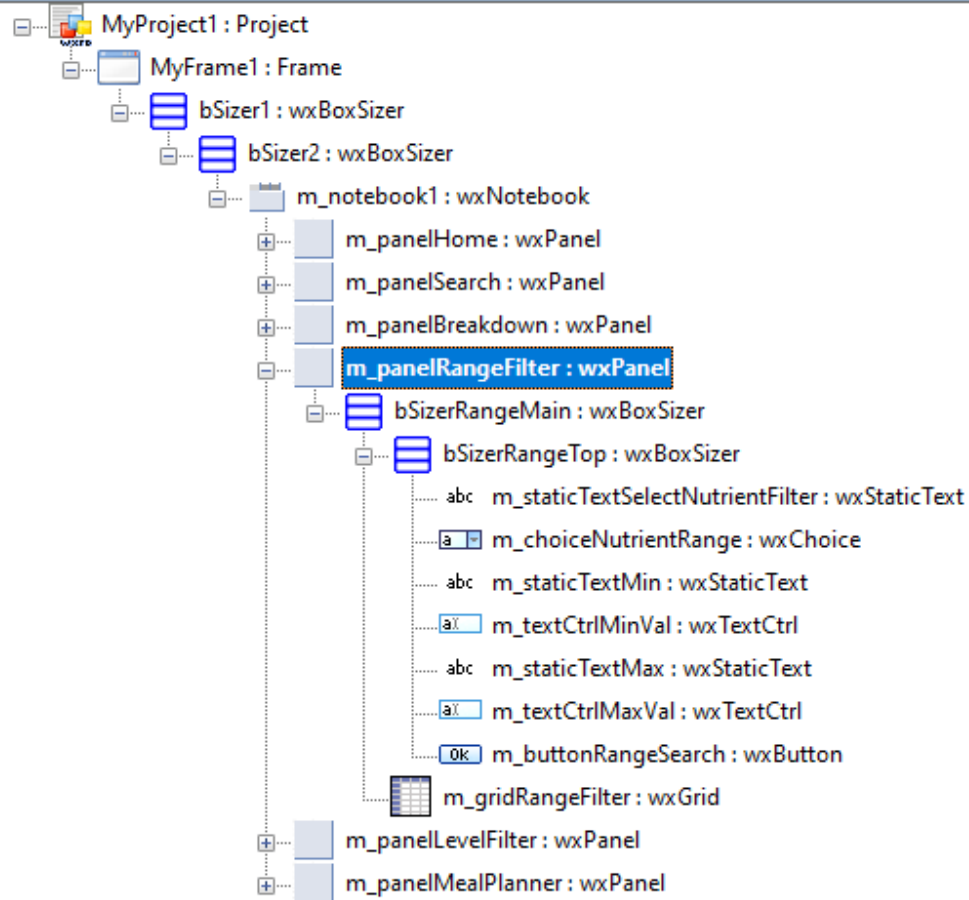 MyProject1 : Project
MyFrame1 : Frame
bSizer1 : wxBoxSizer
bSizer2 : wxBoxSizer
m_notebook1 : wxNotebook
m_panelHome : wxPanel
m_panelSearch : wxPanel
m_panelBreakdown : wxPanel
m_panelRangeFilter : wxPanel
bSizerRangeMain : wxBoxSizer
bSizerRangeTop : wxBoxSizer
abc m_staticTextSelectNutrientFilter : wxStaticText
a m_choiceNutrientRange : wxChoice
abc m_staticTextMin : wxStaticText
a m_textCtrlMinVal : wxTextCtrl
abc m_staticTextMax : wxStaticText
a m_textCtrlMaxVal : wxTextCtrl
Ok m_buttonRangeSearch : wxButton
m_gridRangeFilter : wxGrid
m_panelLevelFilter : wxPanel
m_panelMealPlanner : wxPanel